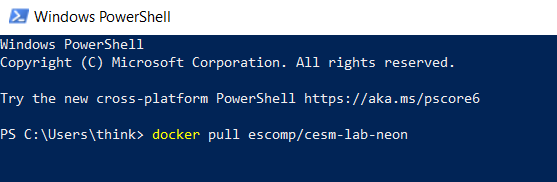 Windows PowerShell
Windows PowerShell
Copyright (C) Microsoft Corporation. All rights reserved.
Try the new cross-platform PowerShell https://aka.ms/pscore6
PS C:\Users\think> docker pull escomp/cesm-lab-neon